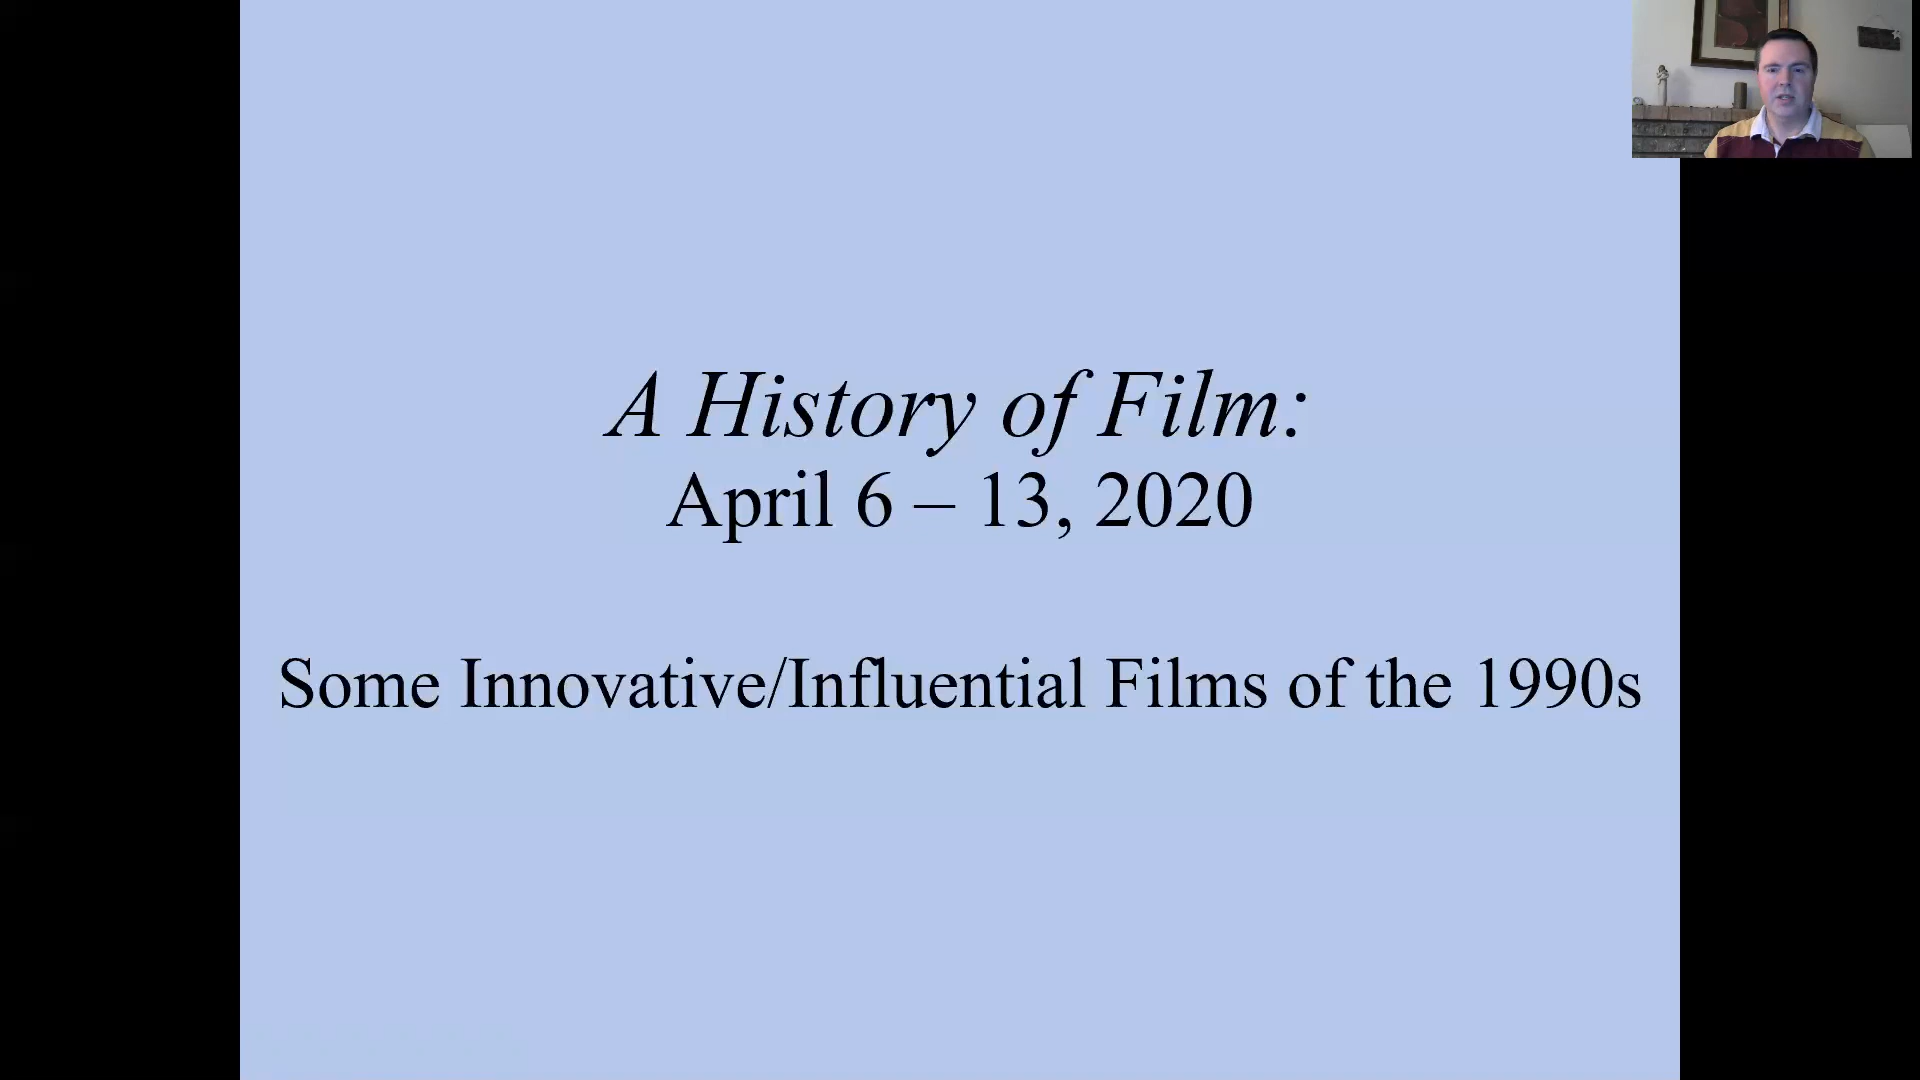 A History of Film:
April 6 – 13, 2020
Some Innovative/Influential Films of the 1990s